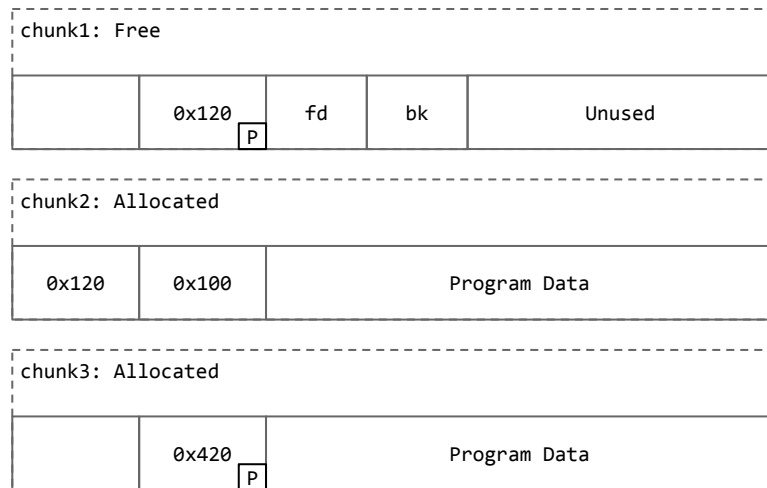 chunk1: Free
0x120 P fd bk Unused
chunk2: Allocated
0x120 0x100 Program Data
chunk3: Allocated
0x420 P Program Data